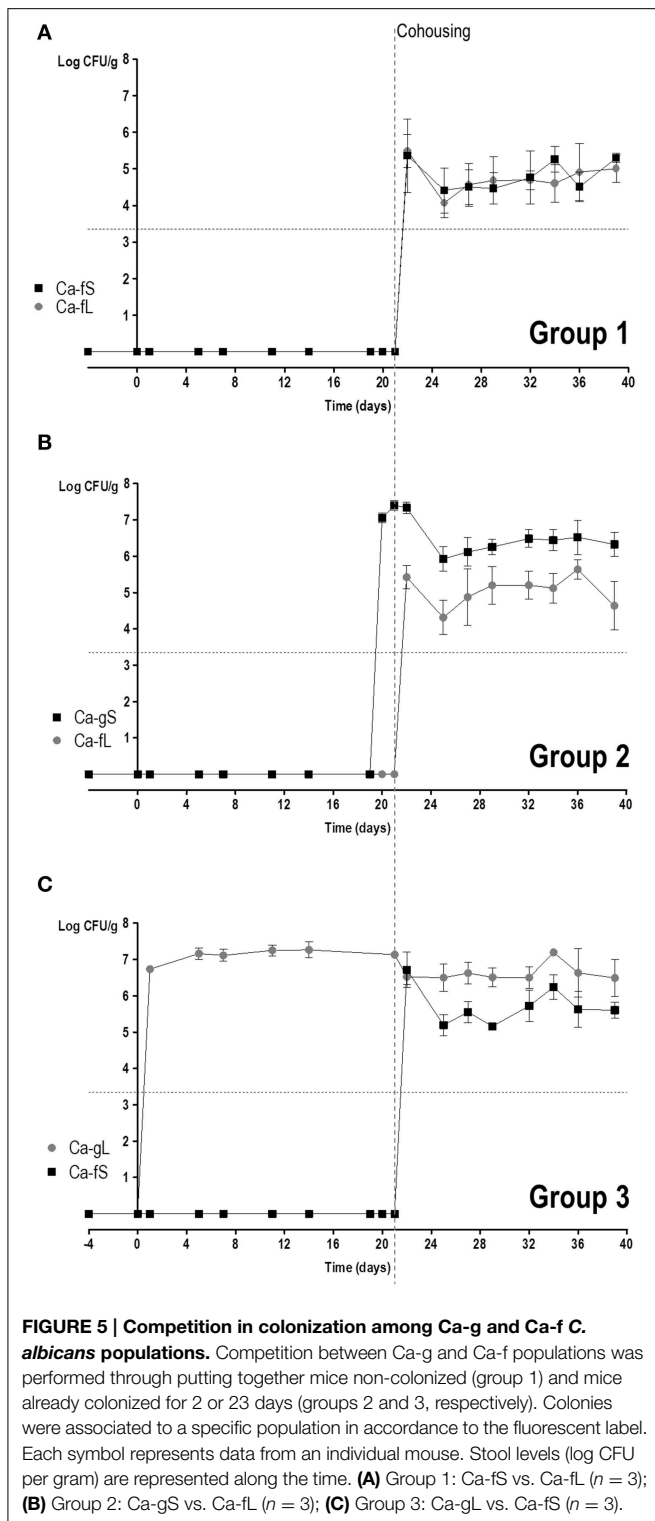 A
Cohousing
Log CFU/g
8
7
6
5
4
3
2
1
Ca-fS
Ca-fL
Group 1
0 4 8 12 16 20 24 28 32 36 40
Time (days)
B
Log CFU/g
8
7
6
5
4
3
2
1
Ca-gS
Ca-fL
Group 2
0 4 8 12 16 20 24 28 32 36 40
Time (days)
C
Log CFU/g
8
7
6
5
4
3
2
1
Ca-gL
Ca-fS
Group 3
-4 0 4 8 12 16 20 24 28 32 36 40
Time (days)
FIGURE 5 | Competition in colonization among Ca-g and Ca-f C.
albicans populations. Competition between Ca-g and Ca-f populations was
performed through putting together mice non-colonized (group 1) and mice
already colonized for 2 or 23 days (groups 2 and 3, respectively). Colonies
were associated to a specific population in accordance to the fluorescent label.
Each symbol represents data from an individual mouse. Stool levels (log CFU
per gram) are represented along the time. (A) Group 1: Ca-fS vs. Ca-fL (n = 3);
(B) Group 2: Ca-gS vs. Ca-fL (n = 3); (C) Group 3: Ca-gL vs. Ca-fS (n = 3).